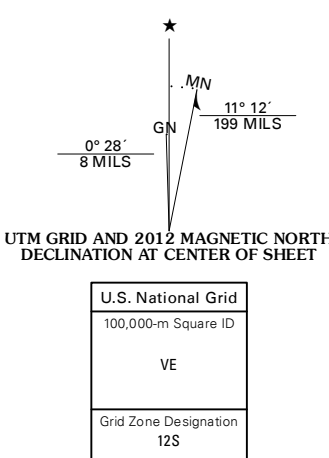 ★
MN
11° 12´
199 MILS
GN
0° 28´
8 MILS
UTM GRID AND 2012 MAGNETIC NORTH
DECLINATION AT CENTER OF SHEET
U.S. National Grid
100,000-m Square ID
VE
Grid Zone Designation
12S